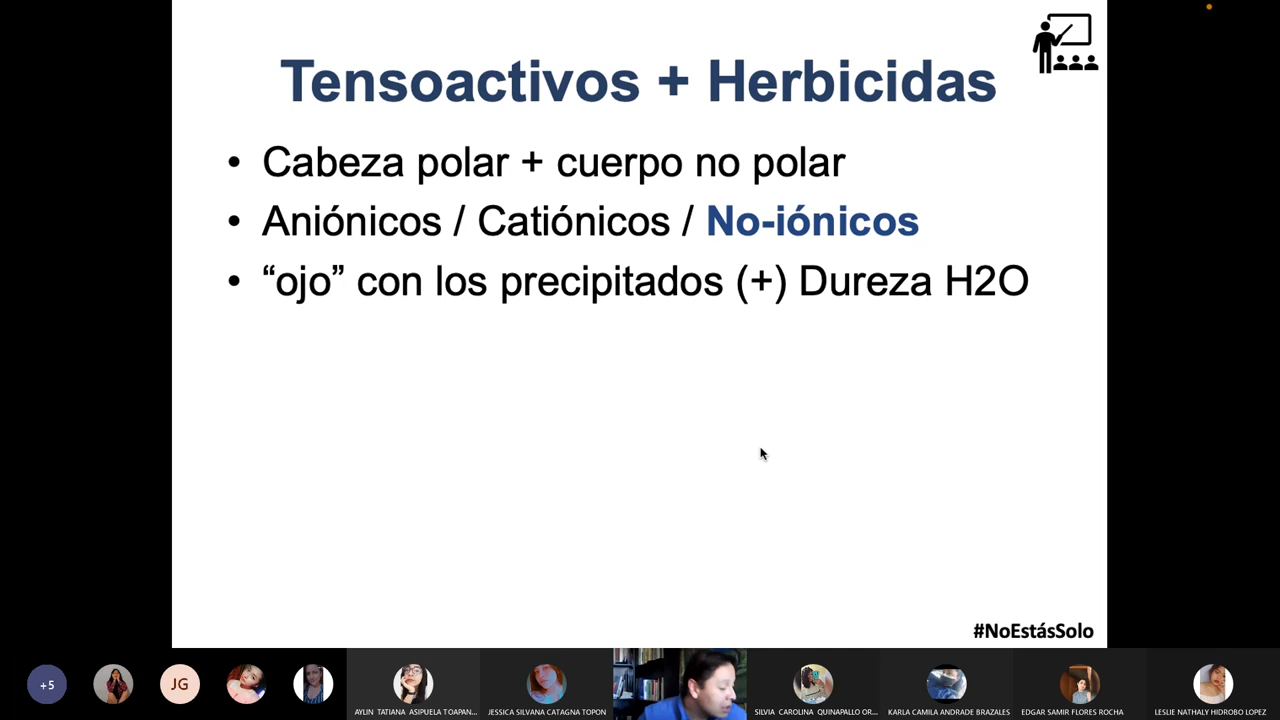 Tensoactivos + Herbicidas
• Cabeza polar + cuerpo no polar
• Aniónicos / Catiónicos / No-iónicos
• “ojo” con los precipitados (+) Dureza H2O
#NoEstásSolo
+5
JG
AYLIN TATIANA ASIPUELA TOAPAN...
JESSICA SILVANA CATAGNA TOPON
SILVIA CAROLINA QUINAPALLO OR...
KARLA CAMILA ANDRADE BRAZALES
EDGAR SAMIR FLORES ROCHA
LESLIE NATHALY HIDROBO LOPEZ